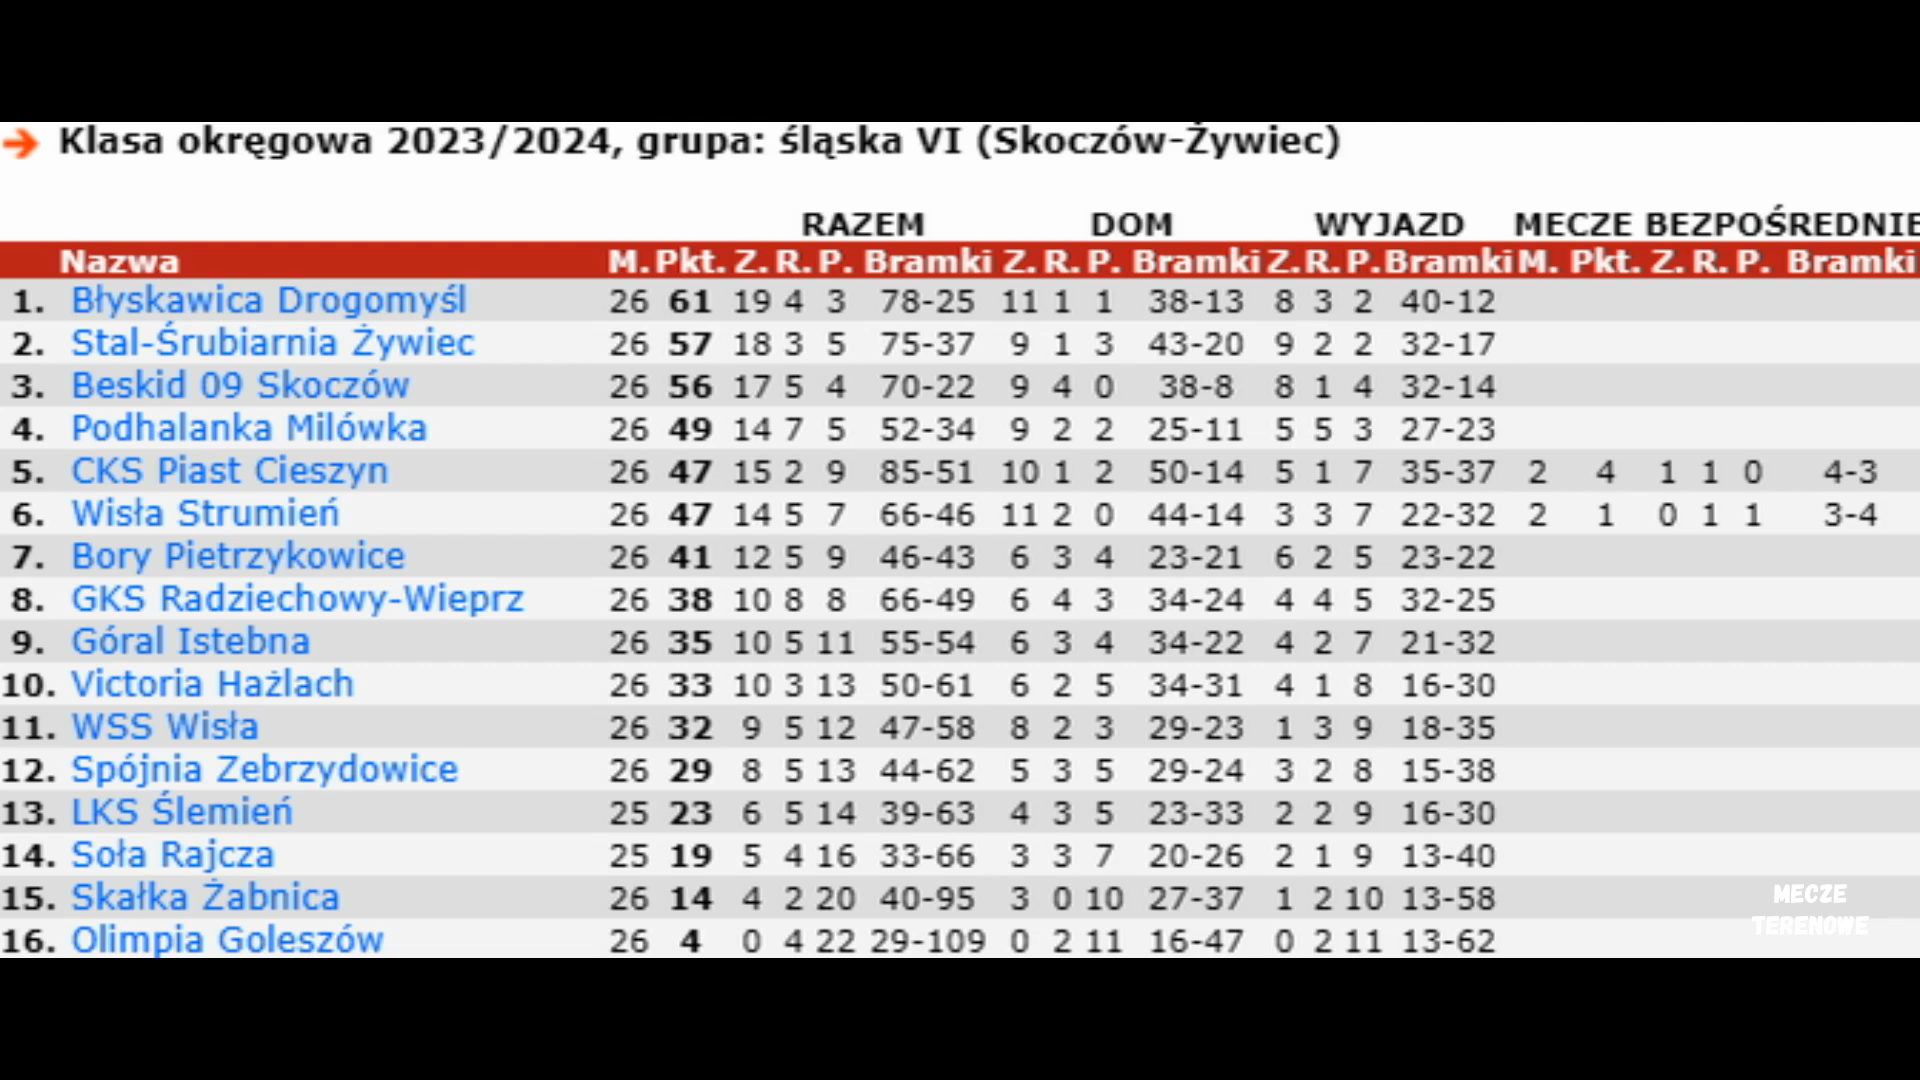 Klasa okręgowa 2023/2024, grupa: śląska VI (Skoczów-Żywiec)
RAZEM DOM WYJAZD MECZE BEZPOŚREDNIE
Nazwa M. Pkt. Z. R. P. Bramki Z. R. P. Bramki Z. R. P. Bramki M. Pkt. Z. R. P. Bramki
1. Błyskawica Drogomyśl 26 61 19 4 3 78-25 11 1 1 38-13 8 3 2 40-12
2. Stal-Śrubiarnia Żywiec 26 57 18 3 5 75-37 9 1 3 43-20 9 2 2 32-17
3. Beskid 09 Skoczów 26 56 17 5 4 70-22 9 4 0 38-8 8 1 4 32-14
4. Podhalanka Milówka 26 49 14 7 5 52-34 9 2 2 25-11 5 5 3 27-23
5. CKS Piast Cieszyn 26 47 15 2 9 85-51 10 1 2 50-14 5 1 7 35-37 2 4 1 1 0 4-3
6. Wisła Strumień 26 47 14 5 7 66-46 11 2 0 44-14 3 3 7 22-32 2 1 0 1 1 3-4
7. Bory Pietrzykowice 26 41 12 5 9 46-43 6 3 4 23-21 6 2 5 23-22
8. GKS Radziechowy-Wieprz 26 38 10 8 8 66-49 6 4 3 34-24 4 4 5 32-25
9. Góral Istebna 26 35 10 5 11 55-54 6 3 4 34-22 4 2 7 21-32
10. Victoria Hażlach 26 33 10 3 13 50-61 6 2 5 34-31 4 1 8 16-30
11. WSS Wisła 26 32 9 5 12 47-58 8 2 3 29-23 1 3 9 18-35
12. Spójnia Zebrzydowice 26 29 8 5 13 44-62 5 3 5 29-24 3 2 8 15-38
13. LKS Ślemień 25 23 6 5 14 39-63 4 3 5 23-33 2 2 9 16-30
14. Soła Rajcza 25 19 5 4 16 33-66 3 3 7 20-26 2 1 9 13-40
15. Skałka Żabnica 26 14 4 2 20 40-95 3 0 10 27-37 1 2 10 13-58
16. Olimpia Goleszów 26 4 0 4 22 29-109 0 2 11 16-47 0 2 11 13-62
MECZE
TERENOWE